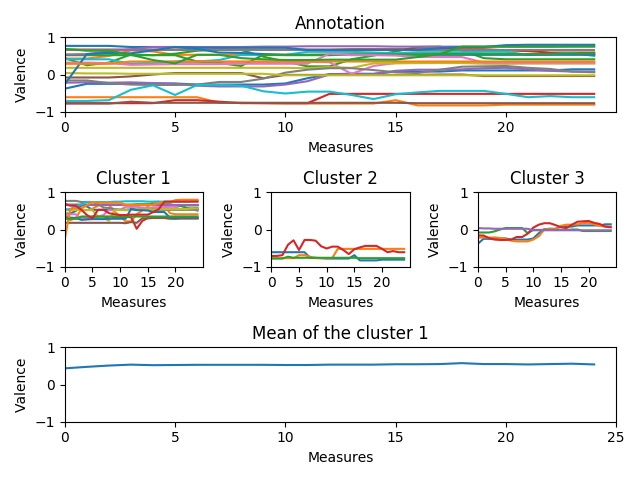 Annotation
Valence
1
0
−1
0 5 10 15 20
Measures
Cluster 1 Cluster 2 Cluster 3
Valence Valence Valence
1 1 1
0 0 0
−1 −1 −1
0 5 10 15 20 0 5 10 15 20 0 5 10 15 20
Measures Measures Measures
Mean of the cluster 1
Valence
1
0
−1
0 5 10 15 20 25
Measures